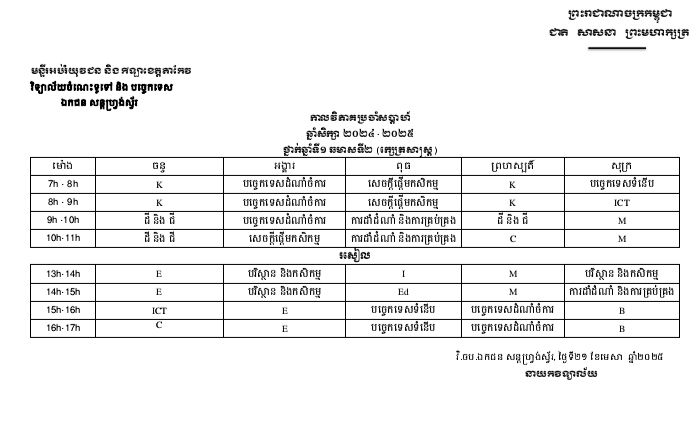 ព្រះរាជាណាចក្រកម្ពុជា
ជាតិ សាសនា ព្រះមហាក្សត្រ
មន្ទីរអប់រំយុវជន និង កីឡាខេត្តតាកែវ
វិទ្យាល័យចំណេះទូទៅ និង បច្ចេកទេស
ឯកជន សន្តហ្វ្រង់ស្វ័រ
កាលវិភាគប្រចាំសប្តាហ៍
ឆ្នាំសិក្សា ២០២៤ - ២០២៥
ថ្នាក់ឆ្នាំទី១ ឆមាសទី២ (ក្សេត្រសាស្ត្រ)
ម៉ោង ចន្ទ អង្គារ ពុធ ព្រហស្បតិ៍ សុក្រ
7h - 8h K បច្ចេកទេសដំណាំចំការ សេចក្តីផ្តើមកសិកម្ម K បច្ចេកទេសទំនើប
8h - 9h K បច្ចេកទេសដំណាំចំការ សេចក្តីផ្តើមកសិកម្ម K ICT
9h -10h ដី និង ជី បច្ចេកទេសដំណាំចំការ ការដាំដំណាំ និងការគ្រប់គ្រង ដី និង ជី M
10h-11h ដី និង ជី សេចក្តីផ្តើមកសិកម្ម ការដាំដំណាំ និងការគ្រប់គ្រង C M
រសៀល
13h-14h E បរិស្ថាន និងកសិកម្ម I M បរិស្ថាន និងកសិកម្ម
14h-15h E បរិស្ថាន និងកសិកម្ម Ed M ការដាំដំណាំ និងការគ្រប់គ្រង
15h-16h ICT E បច្ចេកទេសទំនើប បច្ចេកទេសដំណាំចំការ B
16h-17h C E បច្ចេកទេសទំនើប បច្ចេកទេសដំណាំចំការ B
វិ.ចប.ឯកជន សន្តហ្វ្រង់ស្វ័រ, ថ្ងៃទី២១ ខែមេសា ឆ្នាំ២០២៥
នាយកវិទ្យាល័យ